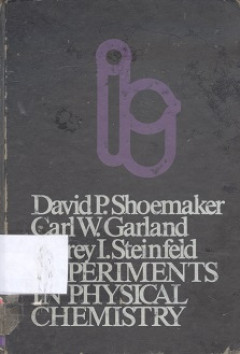 David P. Shoemaker
Carl W. Garland
rey I. Steinfeld
PERIMENTS
IN PHYSICAL
CHEMISTRY